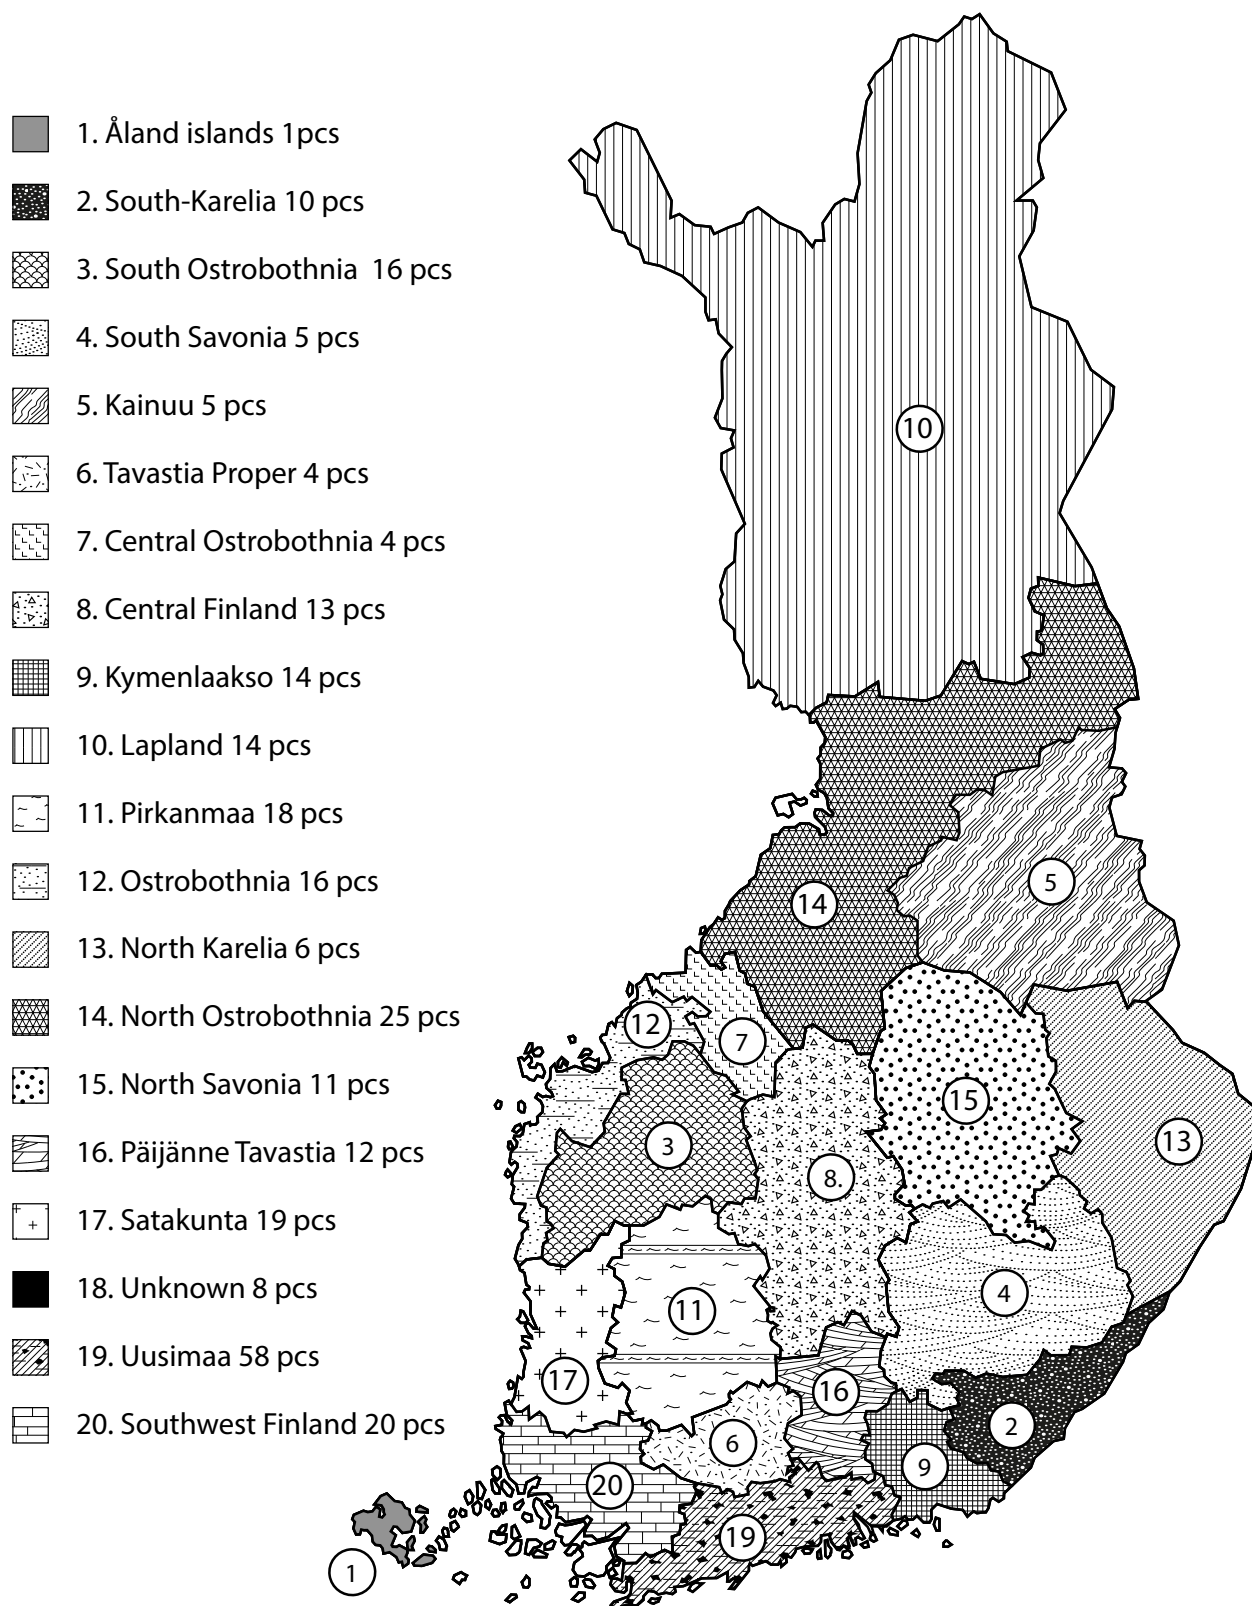 1. Åland islands 1pcs
2. South-Karelia 10 pcs
3. South Ostrobothnia  16 pcs
4. South Savonia 5 pcs
5. Kainuu 5 pcs
6. Tavastia Proper 4 pcs
7. Central Ostrobothnia 4 pcs
8. Central Finland 13 pcs
9. Kymenlaakso 14 pcs
10. Lapland 14 pcs
11. Pirkanmaa 18 pcs
12. Ostrobothnia 16 pcs
13. North Karelia 6 pcs
14. North Ostrobothnia 25 pcs
15. North Savonia 11 pcs
16. Päijänne Tavastia 12 pcs
17. Satakunta 19 pcs
18. Unknown 8 pcs
19. Uusimaa 58 pcs
20. Southwest Finland 20 pcs
10
5
14
12
7
15
13
3
8.
4
11
17
16
2
6
9
20
19
1